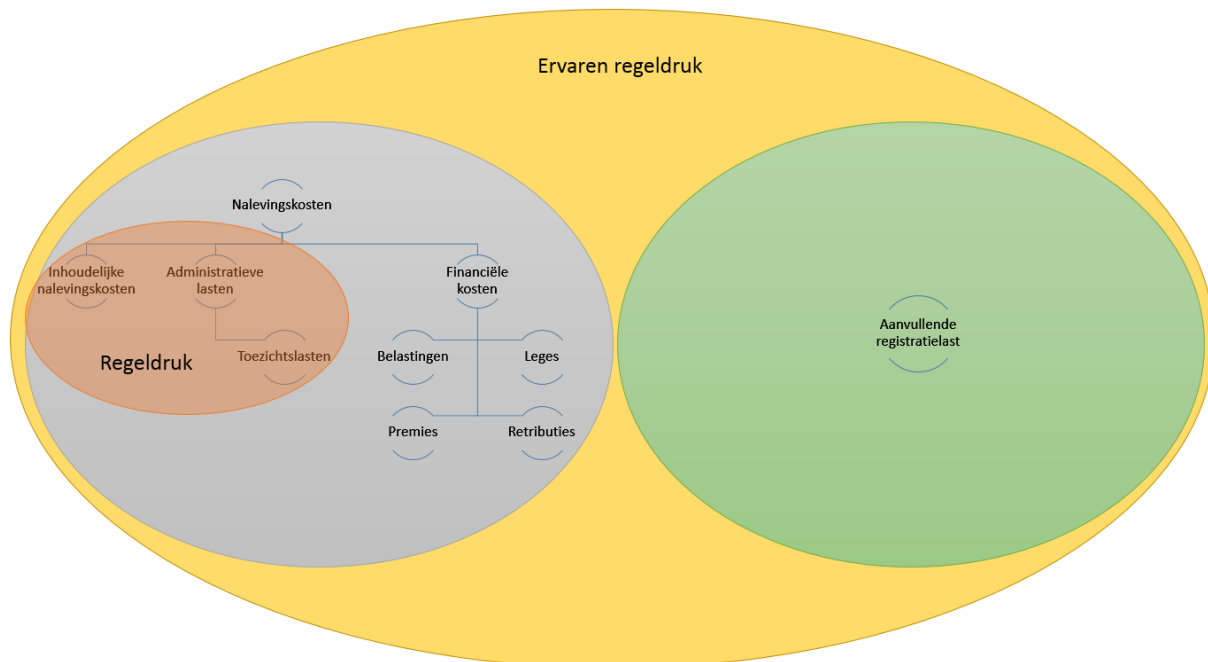 Ervaren regeldruk
Nalevingskosten
Inhoudelijke
nalevingskosten
Administratieve
lasten
Financiële
kosten
Regeldruk
Toezichtslasten
Belastingen
Leges
Premies
Retributies
Aanvullende
registratielast